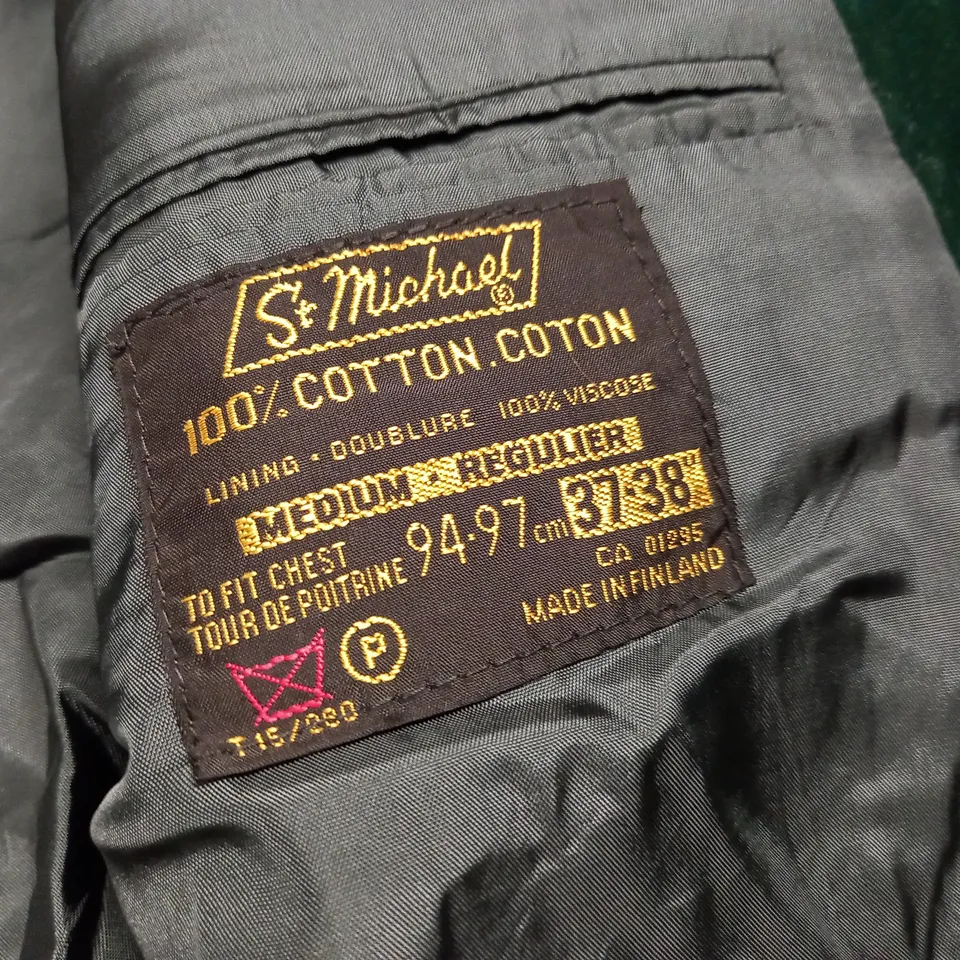 St Michael ®
100% COTTON.COTON
LINING • DOUBLURE 100% VISCOSE
MEDIUM • REGULIER
TO FIT CHEST
TOUR DE POITRINE 94-97 cm 37-38
CA 01295
MADE IN FINLAND
P
T15/